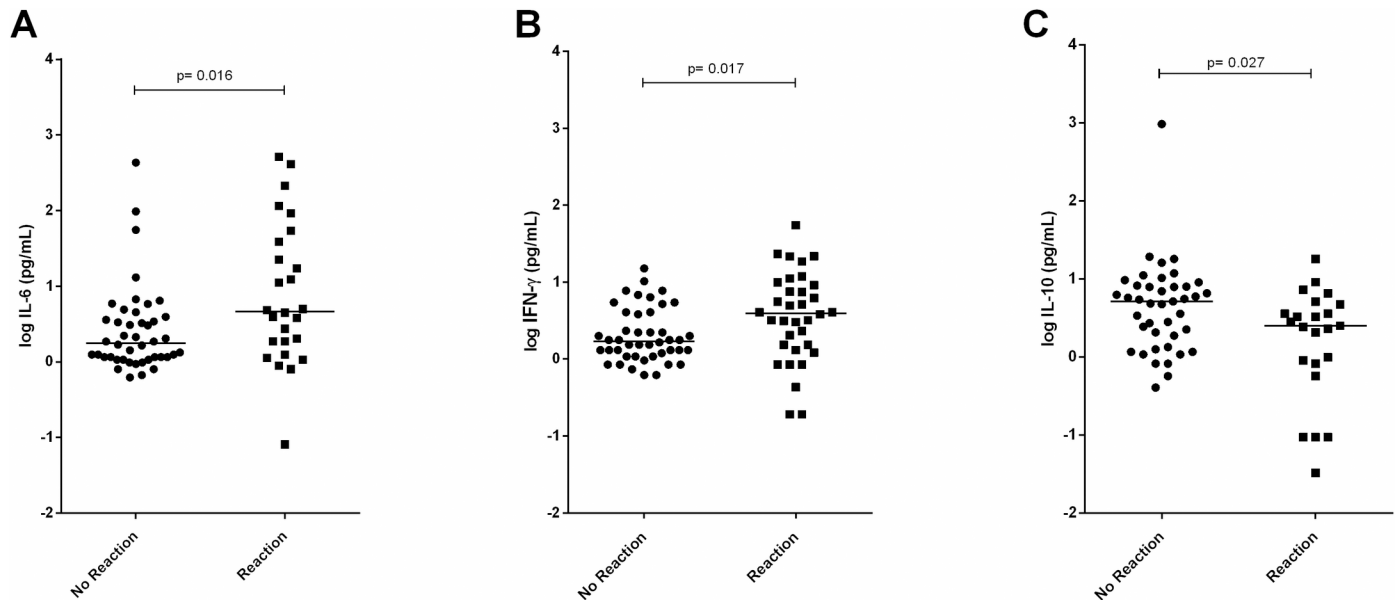 A
log IL-6 (pg/mL)
4
3
2
1
0
-1
-2
p= 0.016
No Reaction
Reaction
B
log IFN-γ (pg/mL)
4
3
2
1
0
-1
-2
p= 0.017
No Reaction
Reaction
C
log IL-10 (pg/mL)
4
3
2
1
0
-1
-2
p= 0.027
No Reaction
Reaction